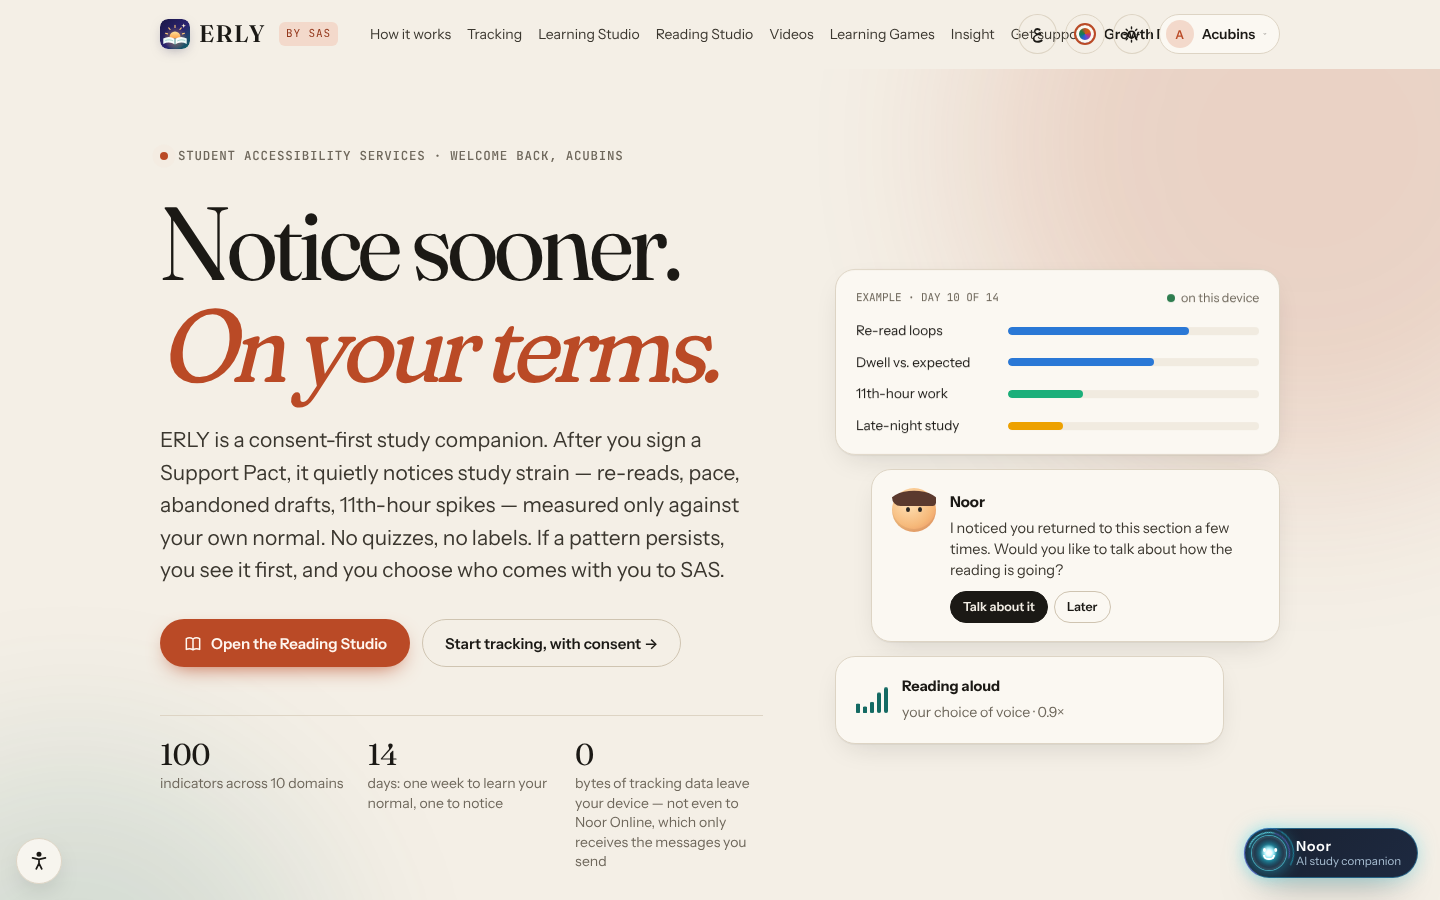 ERLY
BY SAS
How it works
Tracking
Learning Studio
Reading Studio
Videos
Learning Games
Insight
Get
Growth
A
Acubins
STUDENT ACCESSIBILITY SERVICES · WELCOME BACK, ACUBINS
Notice sooner.
On your terms.
ERLY is a consent-first study companion. After you sign a
Support Pact, it quietly notices study strain — re-reads, pace,
abandoned drafts, 11th-hour spikes — measured only against
your own normal. No quizzes, no labels. If a pattern persists,
you see it first, and you choose who comes with you to SAS.
Open the Reading Studio
Start tracking, with consent →
100
indicators across 10 domains
14
days: one week to learn your
normal, one to notice
0
bytes of tracking data leave
your device — not even to
Noor Online, which only
receives the messages you
send
EXAMPLE · DAY 10 OF 14
on this device
Re-read loops
Dwell vs. expected
11th-hour work
Late-night study
Noor
I noticed you returned to this section a few
times. Would you like to talk about how the
reading is going?
Talk about it
Later
Reading aloud
your choice of voice · 0.9×
Noor
AI study companion